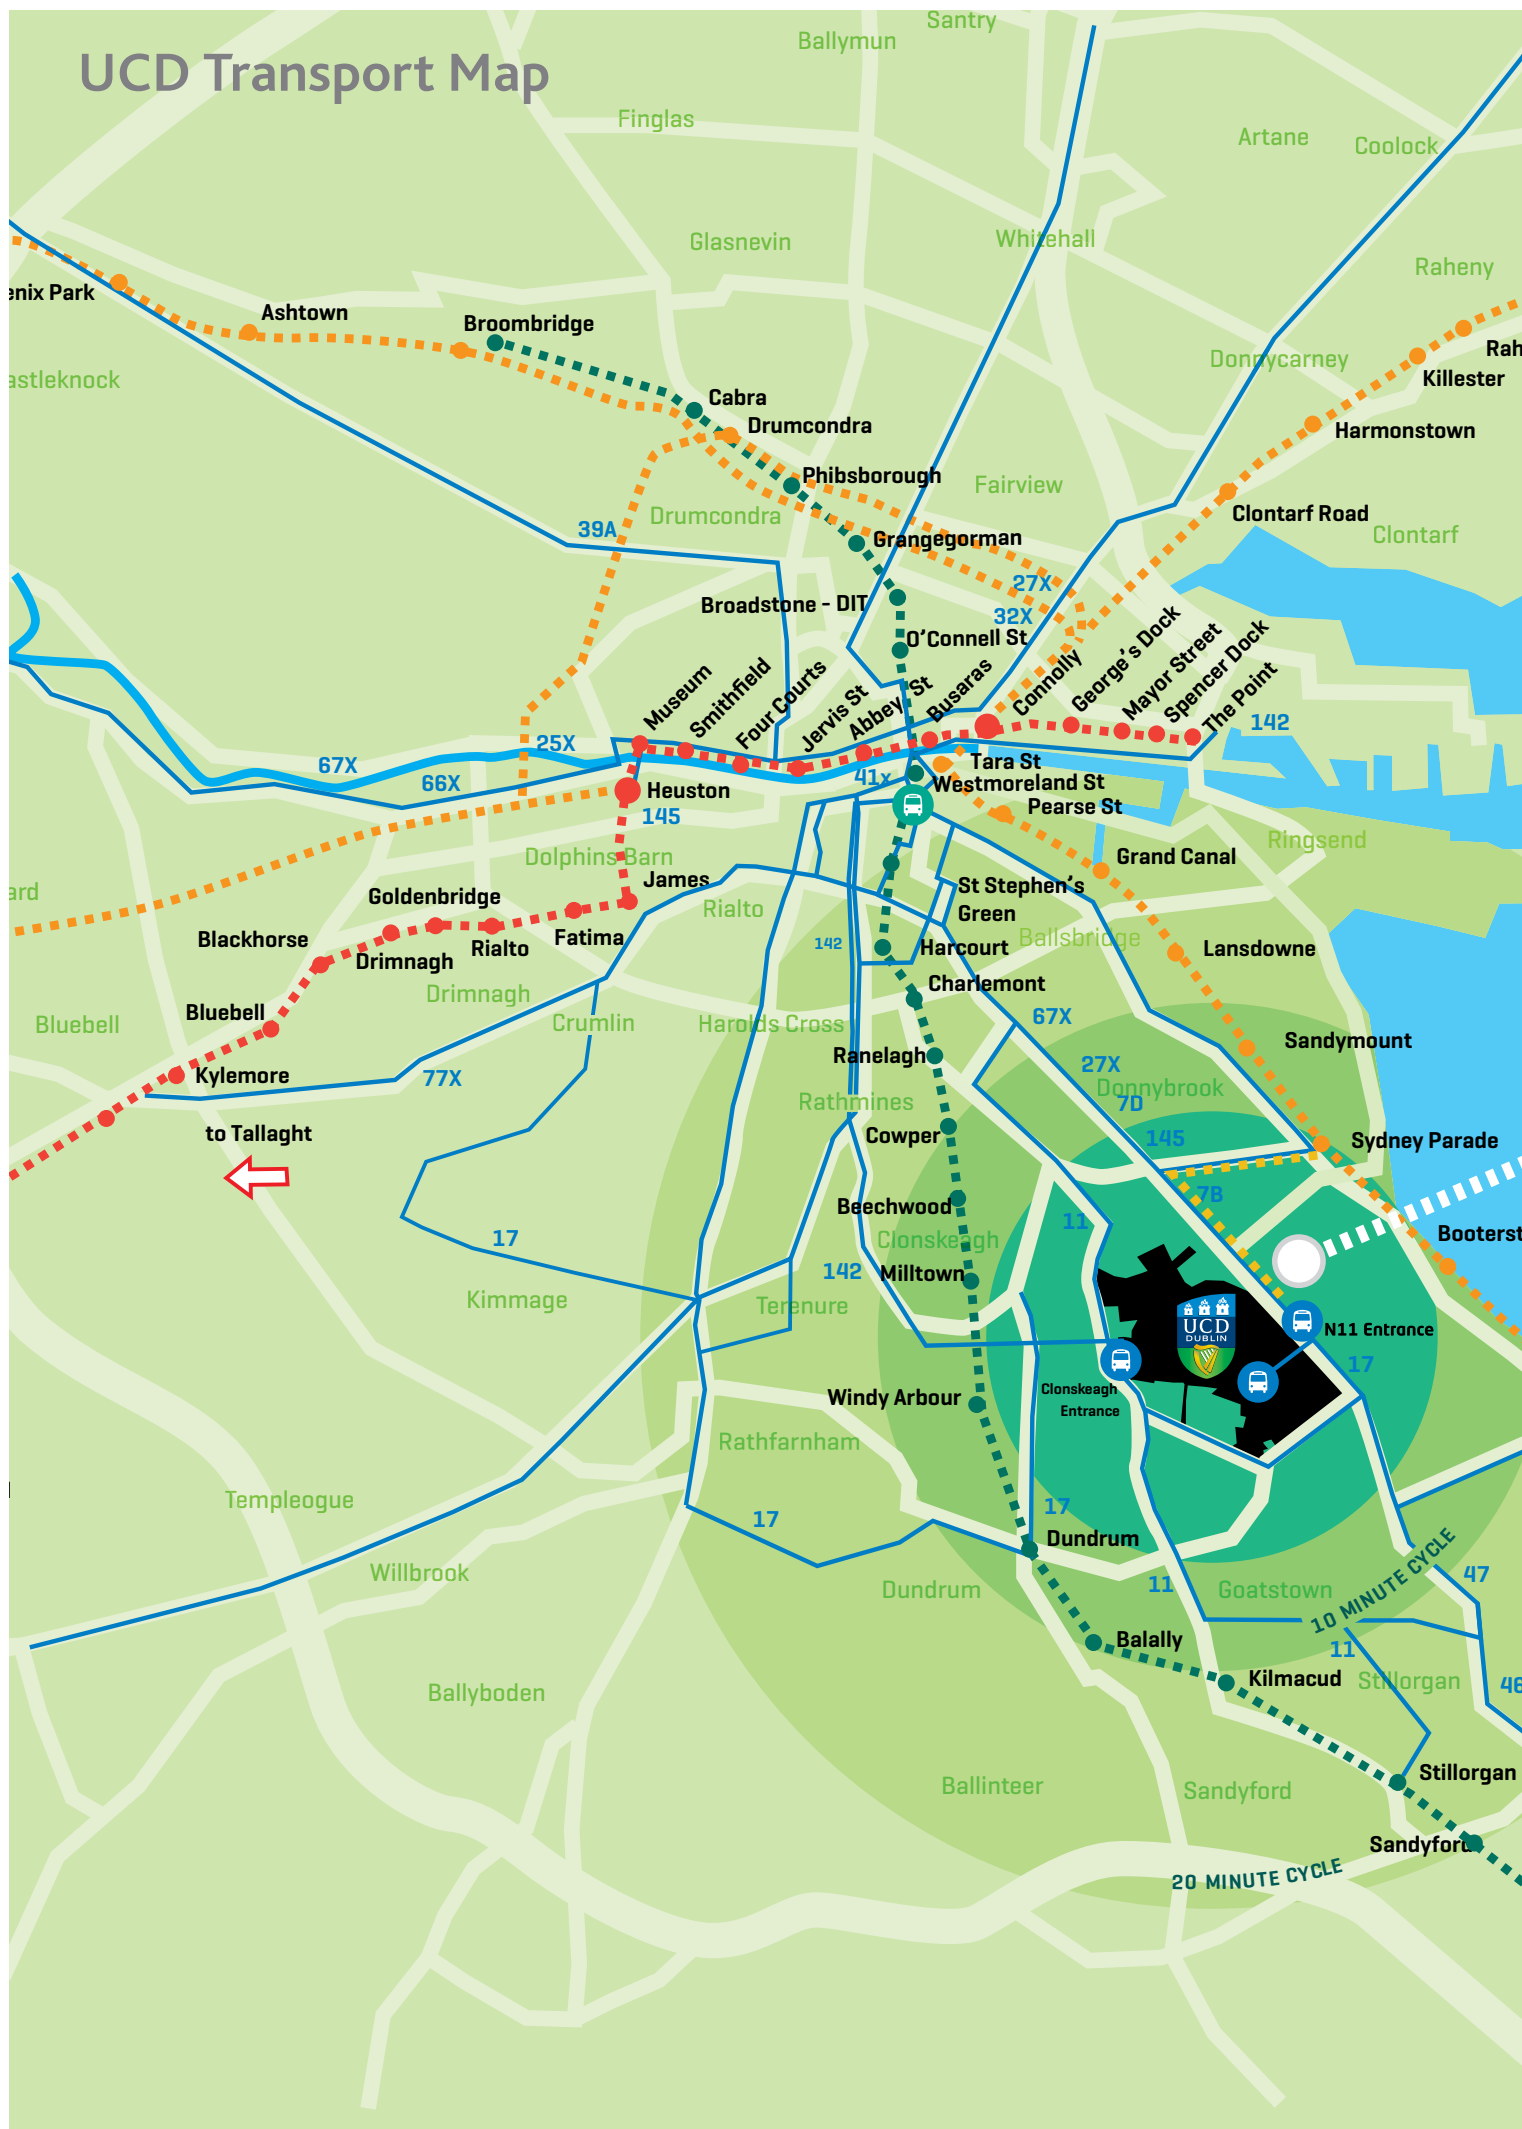 Santry
Ballymun
UCD Transport Map
Finglas
Artane
Coolock
Glasnevin
Whitehall
Raheny
enix Park
Ashtown
Broombridge
Rah
Donnycarney
astleknock
Killester
Cabra
Drumcondra
Harmonstown
Phibsborough
Fairview
Drumcondra
Clontarf Road
39A
Clontarf
Grangegorman
27X
Broadstone - DIT
32X
O'Connell St
Museum
Smithfield
Four Courts
Jervis St
Abbey St
Busaras
Connolly
George's Dock
Mayor Street
Spencer Dock
The Point
142
25X
67X
66X
41x
Tara St
Westmoreland St
Heuston
Pearse St
145
Ringsend
Dolphins Barn
Grand Canal
James
St Stephen's
Green
ard
Goldenbridge
Rialto
Blackhorse
Drimnagh
Rialto
Fatima
142
Harcourt
Ballsbridge
Lansdowne
Charlemont
Drimnagh
Bluebell
Bluebell
Crumlin
Harolds Cross
67X
Sandymount
Ranelagh
27X
Kylemore
77X
Donnybrook
7D
Rathmines
to Tallaght
Cowper
145
Sydney Parade
7B
Beechwood
11
17
Clonskeagh
Booterst
142
Milltown
Kimmage
Terenure
UCD
DUBLIN
N11 Entrance
17
Clonskeagh
Entrance
Windy Arbour
Rathfarnham
Templeogue
17
17
Dundrum
10 MINUTE CYCLE
47
Willbrook
Dundrum
11
Goatstown
Balally
11
Kilmacud
Stillorgan
46
Ballyboden
Stillorgan
Ballinteer
Sandyford
Sandyford
20 MINUTE CYCLE